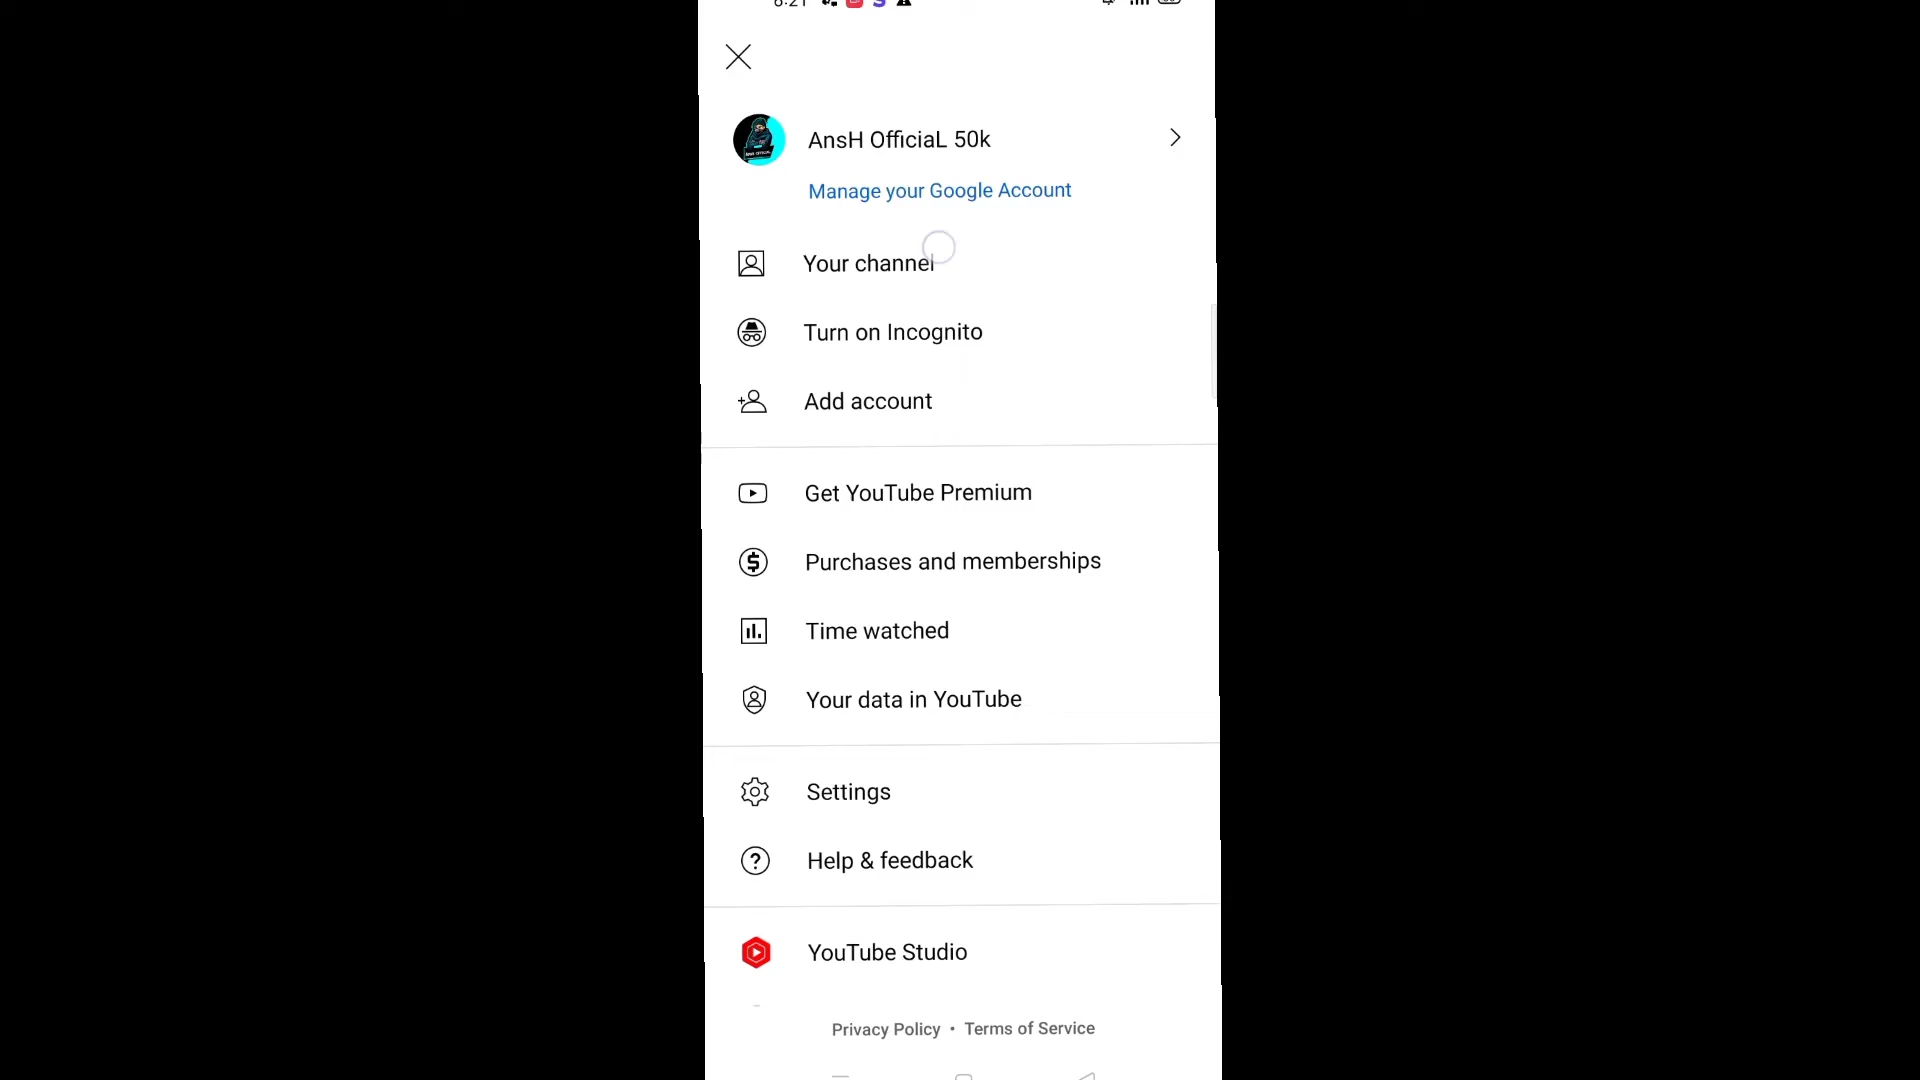 AnsH OfficiaL 50k
Manage your Google Account
Your channel
Turn on Incognito
Add account
Get YouTube Premium
Purchases and memberships
Time watched
Your data in YouTube
Settings
Help & feedback
YouTube Studio
Privacy Policy • Terms of Service